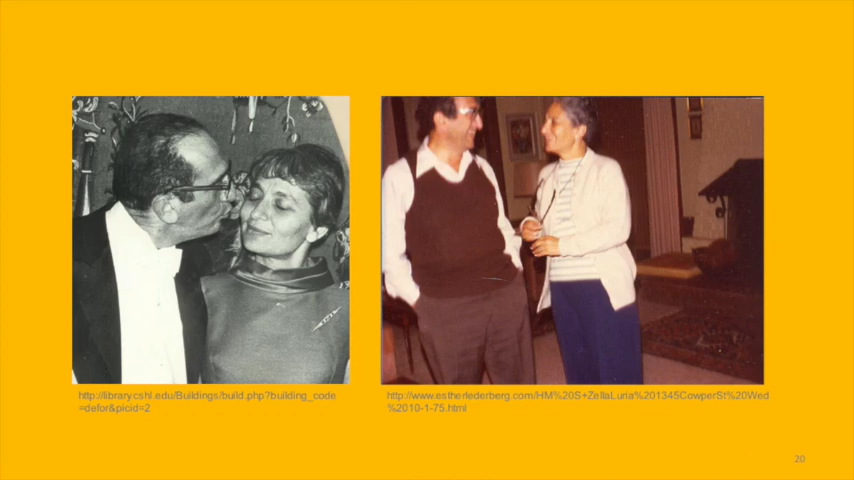 http://library.cshl.edu/Buildings/build.php?building_code
=defor&picid=2
http://www.estherlederberg.com/HM%20S+ZellaLuria%201345CowperSt%20Wed
%2010-1-75.html
20